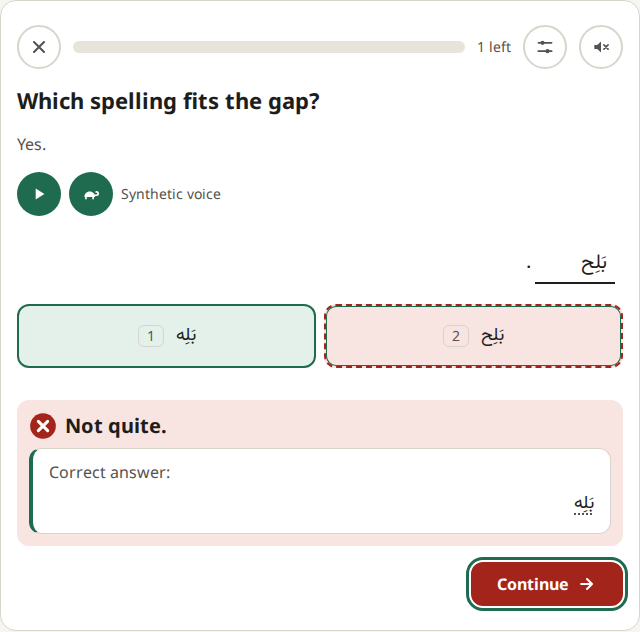 1 left
Which spelling fits the gap?
Yes.
Synthetic voice
بَلِح .
1 بَلِه
2 بَلِح
Not quite.
Correct answer:
بَلِه
Continue